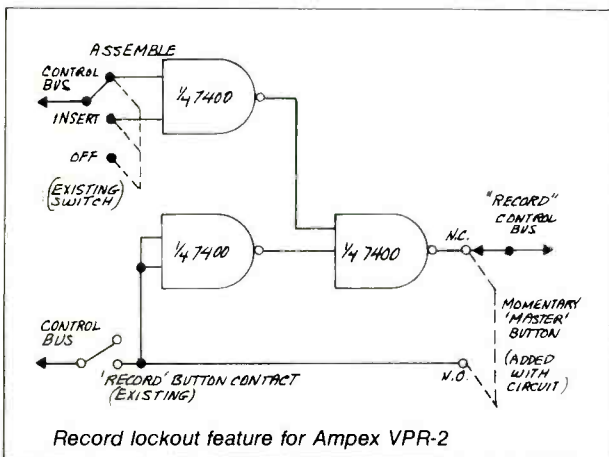 ASSEMBLE
CONTROL
BUS
1/4 7400
INSERT
OFF
(EXISTING
SWITCH)
1/4 7400
1/4 7400
N.C.
"RECORD"
CONTROL
BUS
MOMENTARY
'MASTER'
BUTTON
(ADDED
WITH
CIRCUIT)
CONTROL
BUS
'RECORD' BUTTON CONTACT
(EXISTING)
N.O.
Record lockout feature for Ampex VPR-2